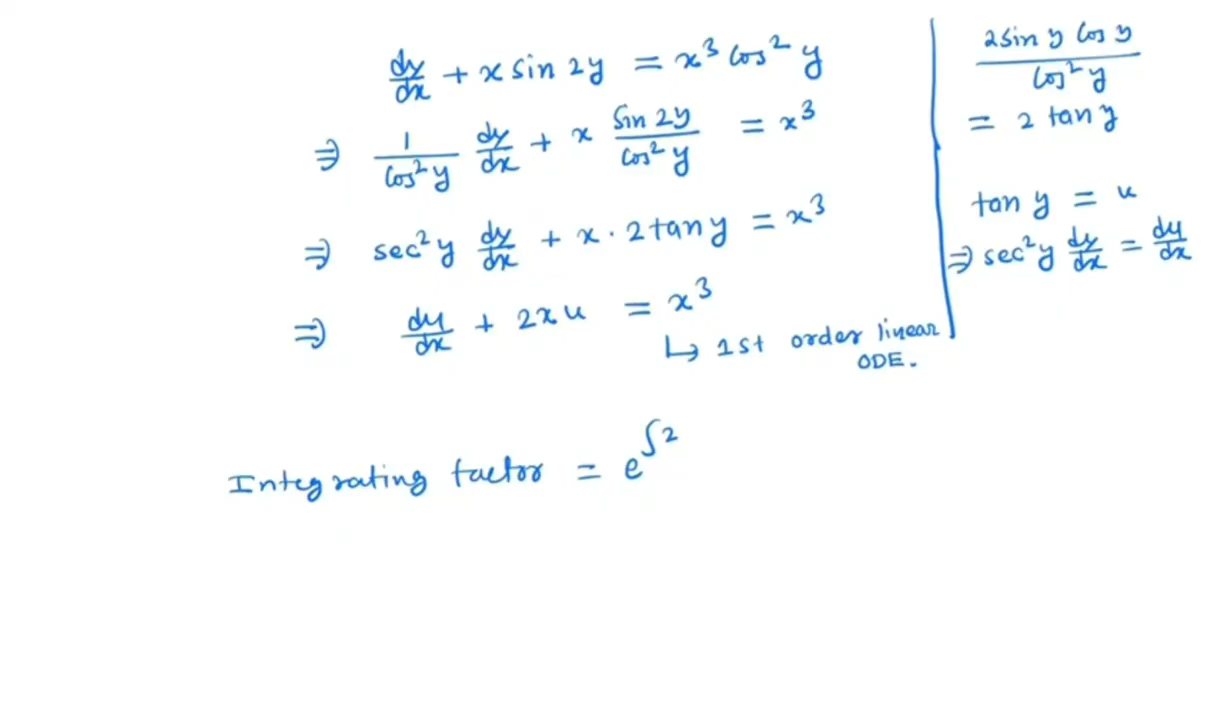 dy/dx + x sin 2y = x³ cos² y
⇒ 1/cos² y dy/dx + x sin 2y/cos² y = x³
⇒ sec² y dy/dx + x · 2 tan y = x³
⇒ du/dx + 2xu = x³
↳ 1st order linear
ODE.
Integrating factor = e^∫2
2 sin y cos y/cos² y
= 2 tan y
tan y = u
⇒ sec² y dy/dx = du/dx